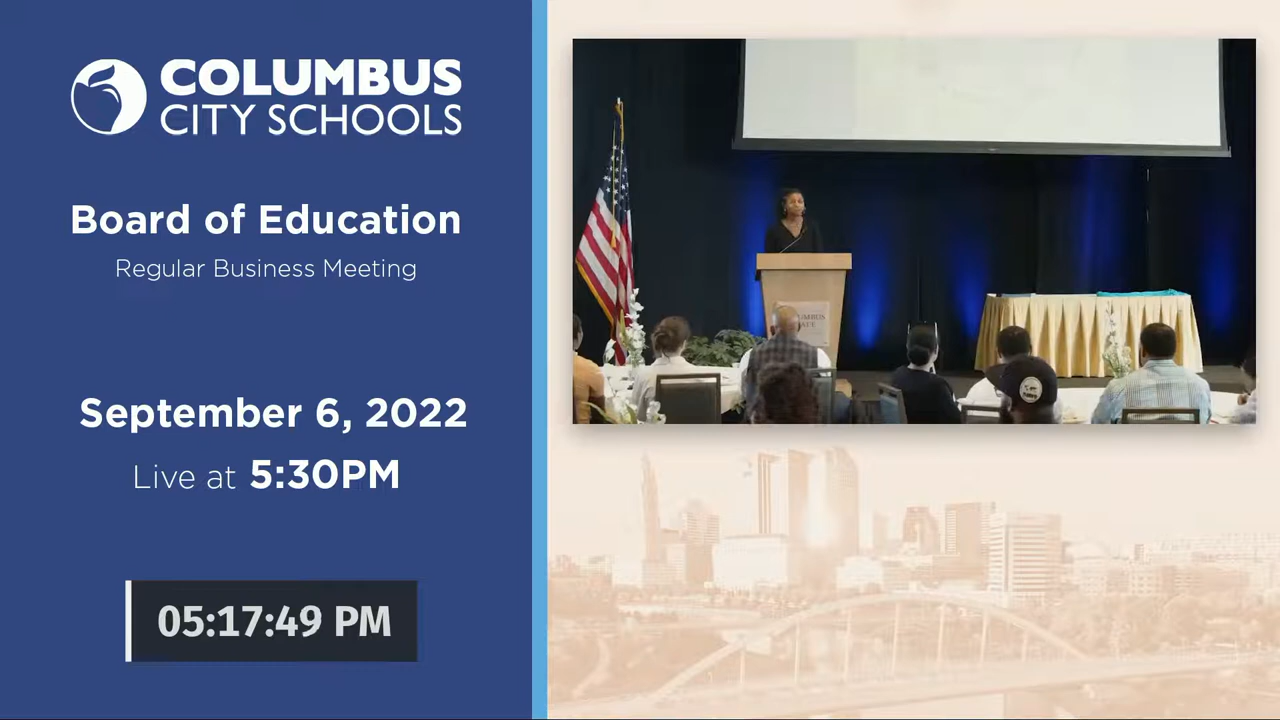 COLUMBUS
CITY SCHOOLS
Board of Education
Regular Business Meeting
September 6, 2022
Live at 5:30PM
05:17:49 PM